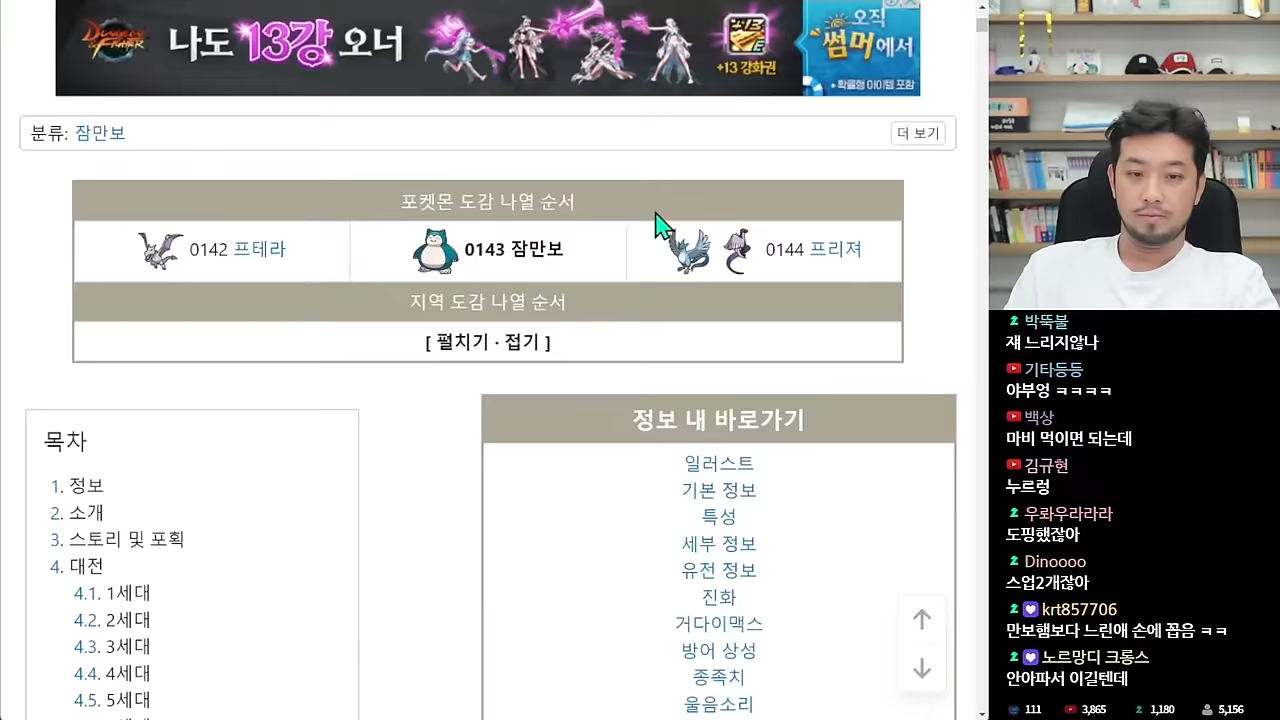 DUNGEON & FIGHTER
나도 13강 오너
+13 강화권
오직
썸머에서
• 확률형 아이템 포함
분류: 잠만보
더 보기
포켓몬 도감 나열 순서
0142 프테라
0143 잠만보
0144 프리져
지역 도감 나열 순서
[ 펼치기 · 접기 ]
목차
1. 정보
2. 소개
3. 스토리 및 포획
4. 대전
4.1. 1세대
4.2. 2세대
4.3. 3세대
4.4. 4세대
4.5. 5세대
정보 내 바로가기
일러스트
기본 정보
특성
세부 정보
유전 정보
진화
거다이맥스
방어 상성
종족치
울음소리
박뚝불
쟤 느리지않나
기타등등
야부엉 ㅋㅋㅋㅋ
백상
마비 먹이면 되는데
김규현
누르렁
우롸우라라라
도핑했잖아
Dinoooo
스업2개잖아
krt857706
만보햄보다 느린애 손에 꼽음 ㅋㅋ
노르망디 크롱스
안아파서 이길텐데
111 3,865 1,180 5,156